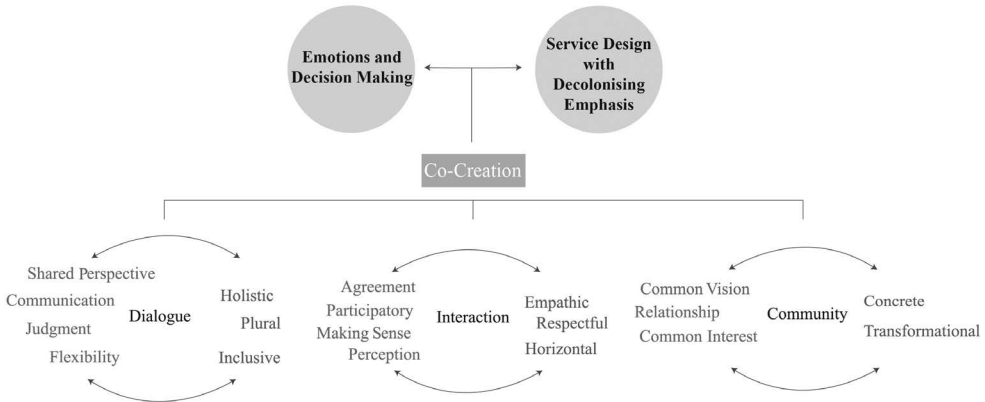 Emotions and
Decision Making
Service Design
with
Decolonising
Emphasis
Co-Creation
Shared Perspective
Communication
Judgment
Flexibility
Dialogue
Holistic
Plural
Inclusive
Agreement
Participatory
Making Sense
Perception
Interaction
Empathic
Respectful
Horizontal
Common Vision
Relationship
Common Interest
Community
Concrete
Transformational